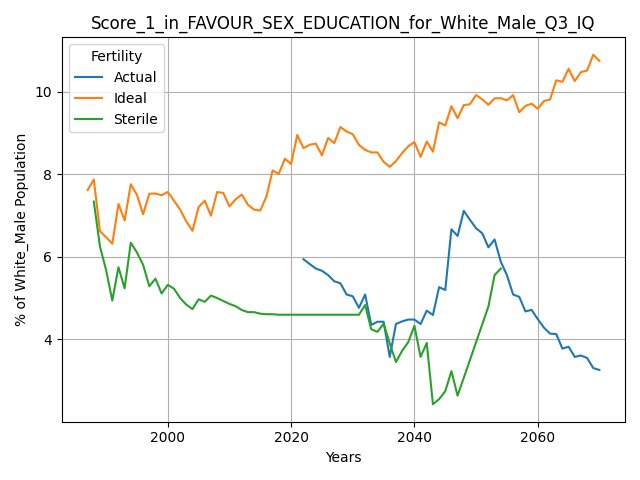 Score_1_in_FAVOUR_SEX_EDUCATION_for_White_Male_Q3_IQ
Fertility
Actual
Ideal
Sterile
% of White_Male Population
10
8
6
4
2000
2020
2040
2060
Years